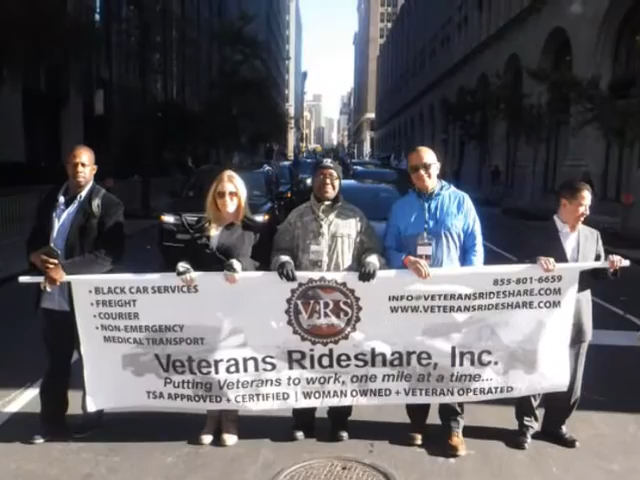 • BLACK CAR SERVICES
• FREIGHT
• COURIER
• NON-EMERGENCY
MEDICAL TRANSPORT
VRS
855-801-6659
INFO@VETERANSRIDESHARE.COM
WWW.VETERANSRIDESHARE.COM
Veterans Rideshare, Inc.
Putting Veterans to work, one mile at a time...
TSA APPROVED + CERTIFIED | WOMAN OWNED + VETERAN OPERATED